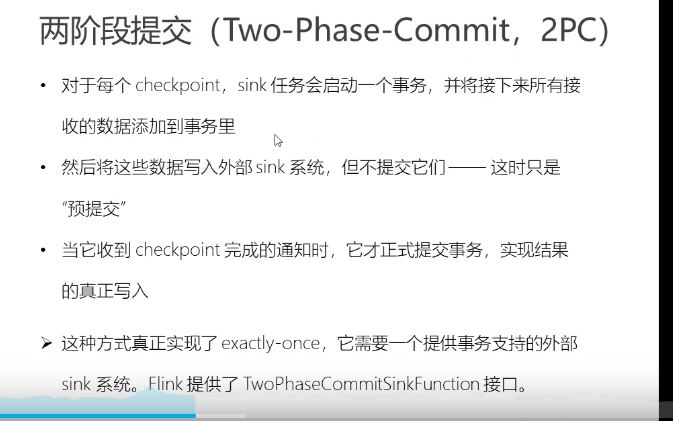 两阶段提交（Two-Phase-Commit，2PC）
• 对于每个 checkpoint，sink 任务会启动一个事务，并将接下来所有接
收的数据添加到事务里
• 然后将这些数据写入外部 sink 系统，但不提交它们 —— 这时只是
“预提交”
• 当它收到 checkpoint 完成的通知时，它才正式提交事务，实现结果
的真正写入
➢ 这种方式真正实现了 exactly-once，它需要一个提供事务支持的外部
sink 系统。Flink 提供了 TwoPhaseCommitSinkFunction 接口。